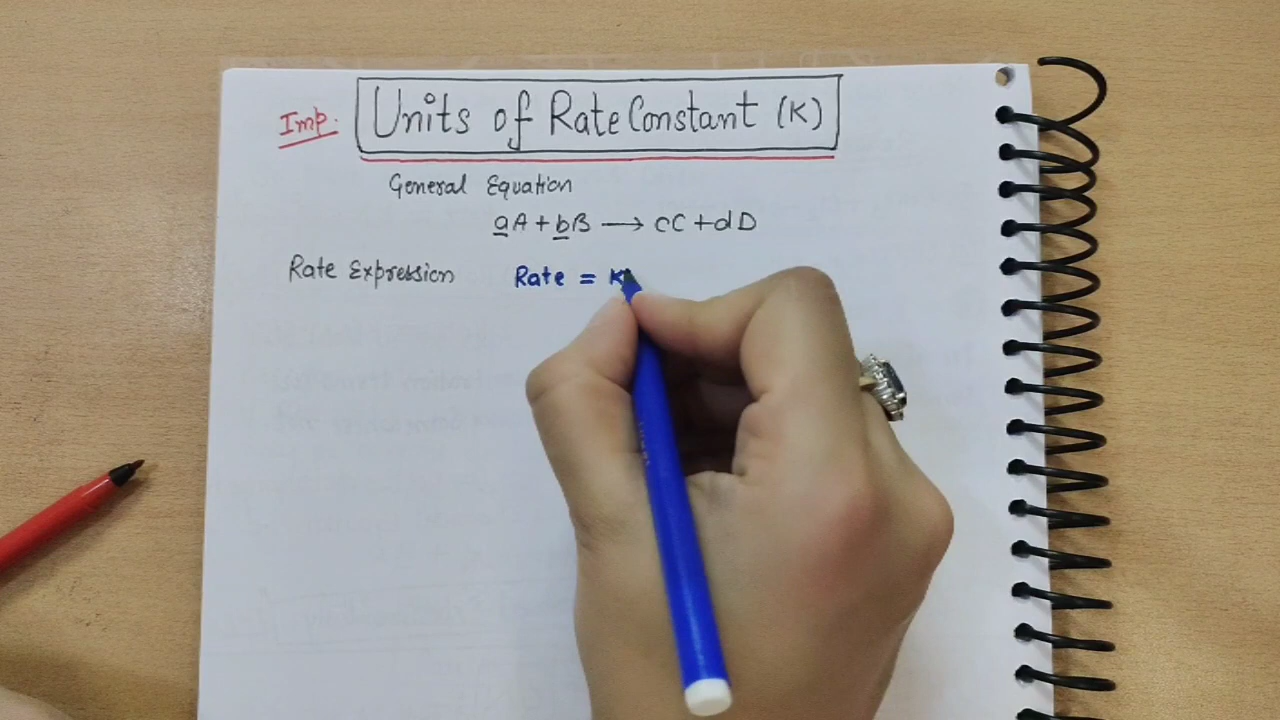 Imp. Units of Rate Constant (K)
General Equation
aA + bB → cC + dD
Rate Expression Rate = K